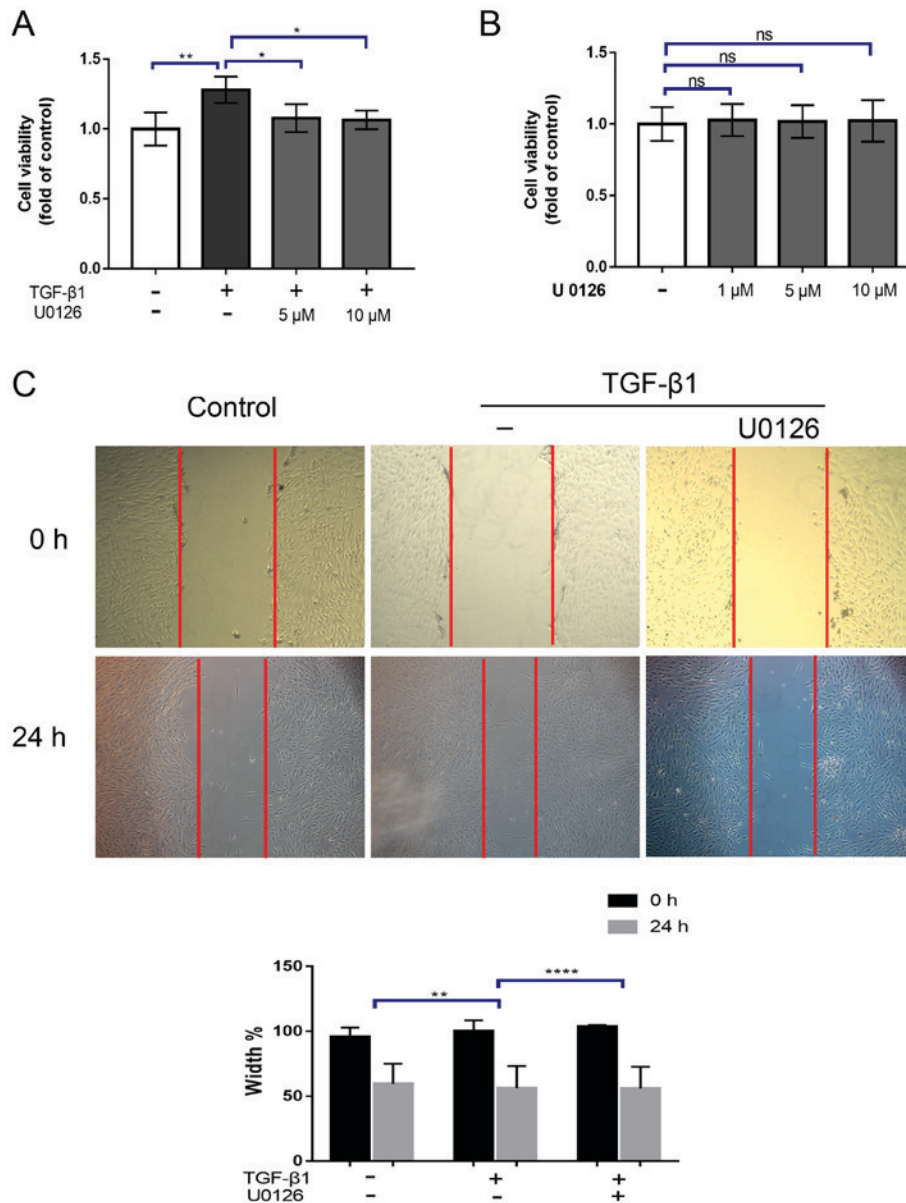 A
Cell viability
(fold of control)
1.5
1.0
0.5
0.0
**
*
*
TGF-β1 - + + +
U0126 - - 5 µM 10 µM
B
Cell viability
(fold of control)
1.5
1.0
0.5
0.0
ns
ns
ns
U 0126 - 1 µM 5 µM 10 µM
C
Control
TGF-β1
–
U0126
0 h
24 h
0 h
24 h
Width %
150
100
50
0
**
****
TGF-β1 - + +
U0126 - - +